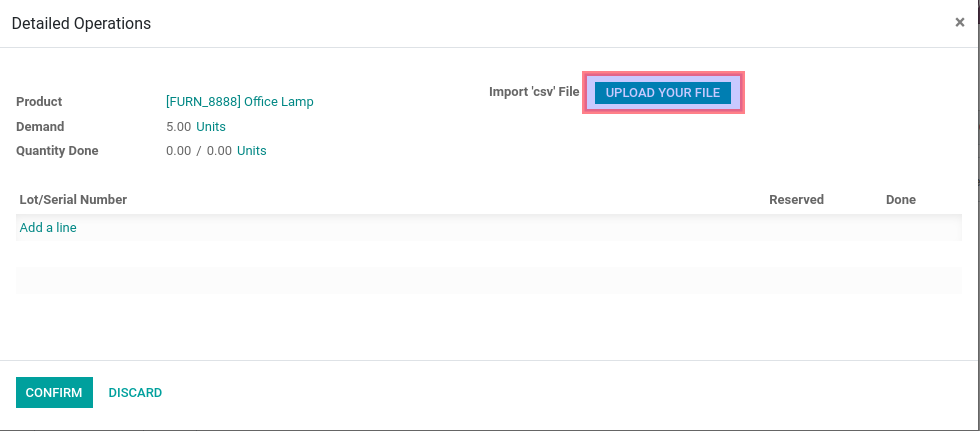 Detailed Operations ×
Import 'csv' File UPLOAD YOUR FILE
Product [FURN_8888] Office Lamp
Demand 5.00 Units
Quantity Done 0.00 / 0.00 Units
Lot/Serial Number Reserved Done
Add a line
CONFIRM DISCARD